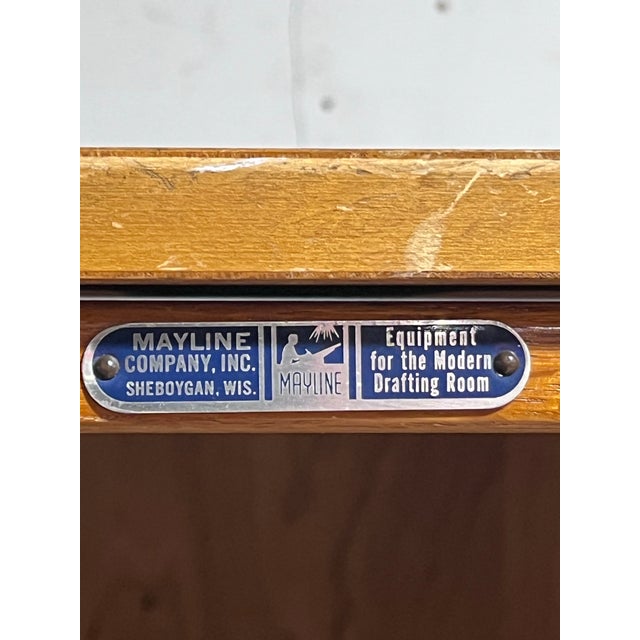 MAYLINE
COMPANY, INC.
SHEBOYGAN, WIS.
MAYLINE
Equipment
for the Modern
Drafting Room